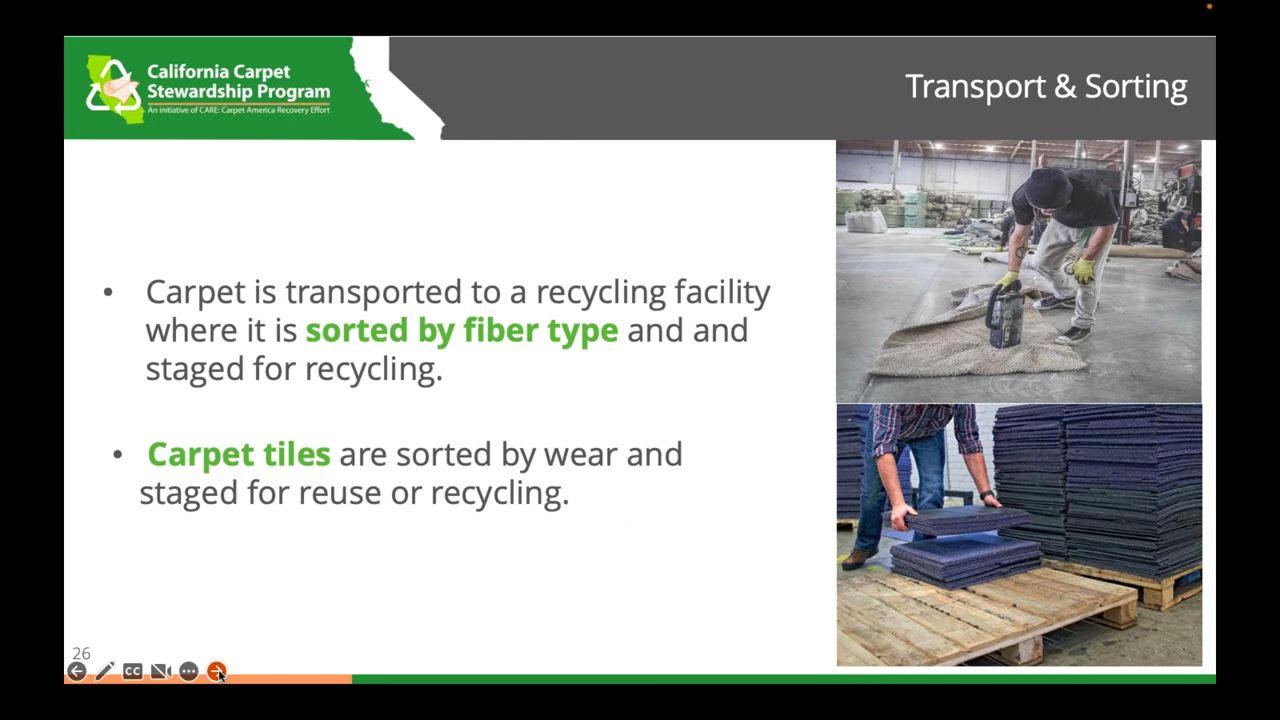 California Carpet
Stewardship Program
An initiative of CARE: Carpet America Recovery Effort
Transport & Sorting
• Carpet is transported to a recycling facility
where it is sorted by fiber type and and
staged for recycling.
• Carpet tiles are sorted by wear and
staged for reuse or recycling.
26
CC